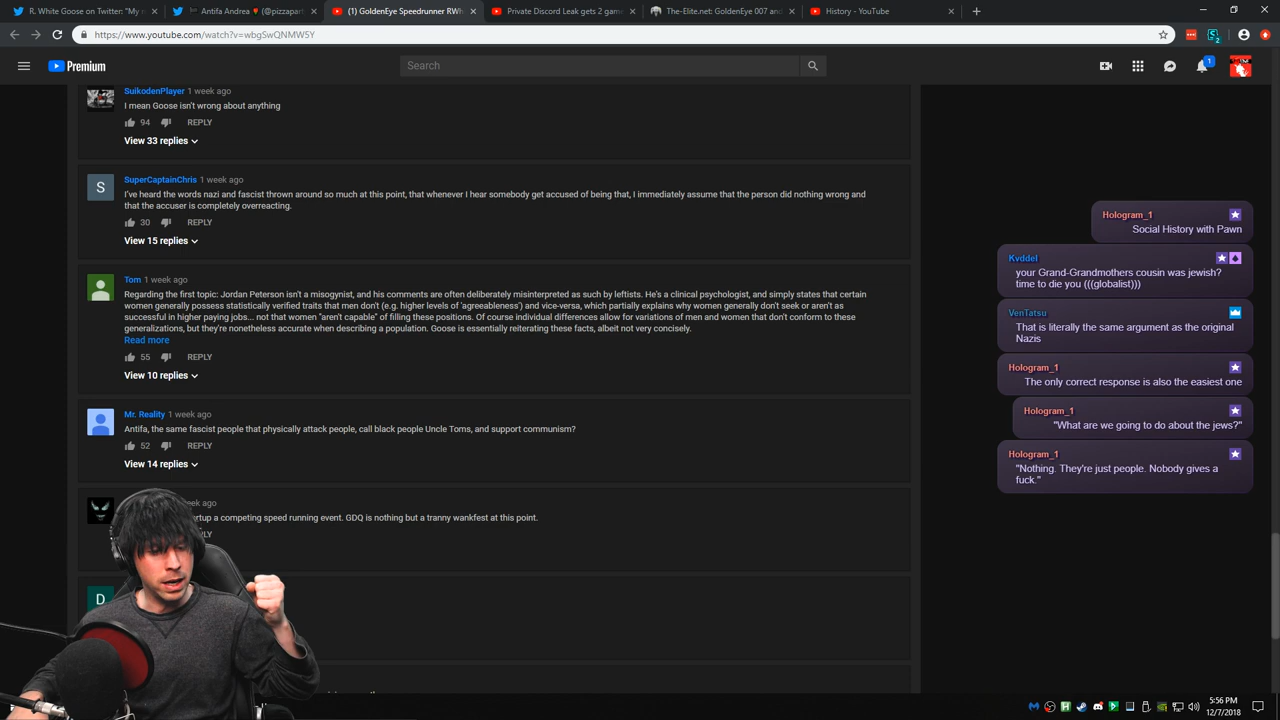 R. White Goose on Twitter: "My n
Antifa Andrea
(@pizzapart
(1) GoldenEye Speedrunner RWh
Private Discord Leak gets 2 game
The-Elite.net: GoldenEye 007 and
History - YouTube
https://www.youtube.com/watch?v=wbgSwQNMW5Y
2
Premium
Search
1
SuikodenPlayer 1 week ago
I mean Goose isn't wrong about anything
94 REPLY
View 33 replies
S
SuperCaptainChris 1 week ago
I've heard the words nazi and fascist thrown around so much at this point, that whenever I hear somebody get accused of being that, I immediately assume that the person did nothing wrong and
that the accuser is completely overreacting.
30 REPLY
View 15 replies
Tom 1 week ago
Regarding the first topic: Jordan Peterson isn't a misogynist, and his comments are often deliberately misinterpreted as such by leftists. He's a clinical psychologist, and simply states that certain
women generally possess statistically verified traits that men don't (e.g. higher levels of 'agreeableness') and vice-versa, which partially explains why women generally don't seek or aren't as
successful in higher paying jobs... not that women "aren't capable" of filling these positions. Of course individual differences allow for variations of men and women that don't conform to these
generalizations, but they're nonetheless accurate when describing a population. Goose is essentially reiterating these facts, albeit not very concisely.
Read more
55 REPLY
View 10 replies
Mr. Reality 1 week ago
Antifa, the same fascist people that physically attack people, call black people Uncle Toms, and support communism?
52 REPLY
View 14 replies
week ago
startup a competing speed running event. GDQ is nothing but a tranny wankfest at this point.
D
Hologram_1
Social History with Pawn
Kvddel
your Grand-Grandmothers cousin was jewish?
time to die you (((globalist)))
VenTatsu
That is literally the same argument as the original
Nazis
Hologram_1
The only correct response is also the easiest one
Hologram_1
"What are we going to do about the jews?"
Hologram_1
"Nothing. They're just people. Nobody gives a
fuck."
5:56 PM
12/7/2018